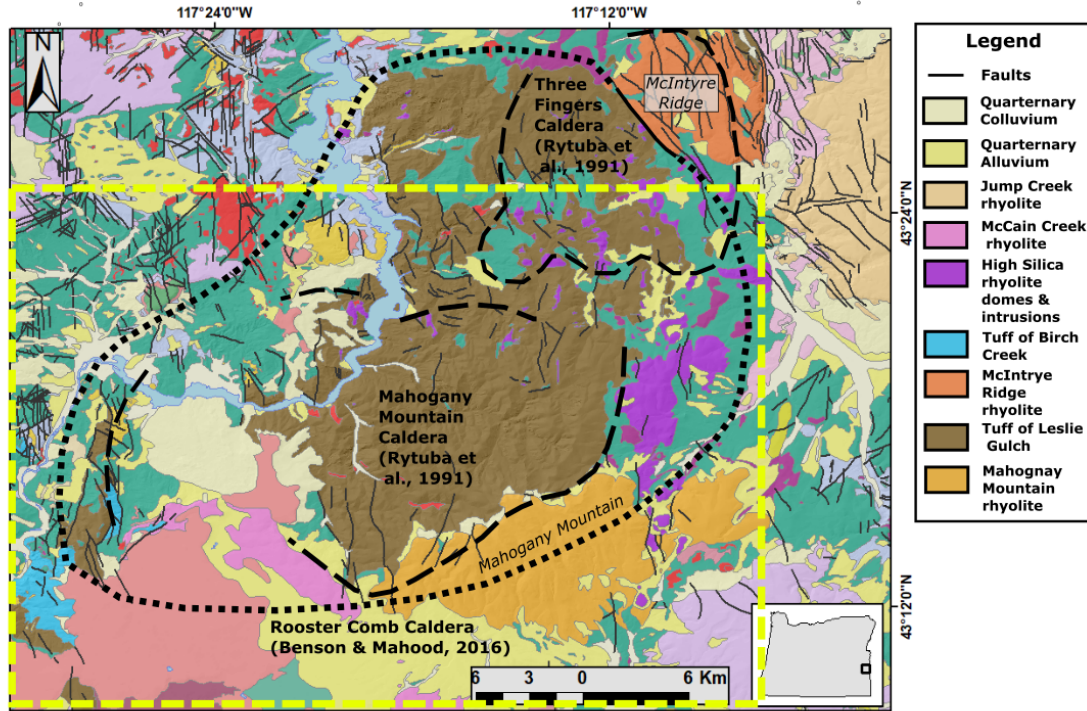 117°24'0"W
117°12'0"W
N
Three
Fingers
Caldera
(Rytuba et
al., 1991)
McIntyre
Ridge
43°24'0"N
Mahogany
Mountain
Caldera
(Rytuba et
al., 1991)
Mahogany Mountain
43°12'0"N
Rooster Comb Caldera
(Benson & Mahood, 2016)
6 3 0 6 Km
Legend
Faults
Quarternary
Colluvium
Quarternary
Alluvium
Jump Creek
rhyolite
McCain Creek
rhyolite
High Silica
rhyolite
domes &
intrusions
Tuff of Birch
Creek
McIntrye
Ridge
rhyolite
Tuff of Leslie
Gulch
Mahognay
Mountain
rhyolite